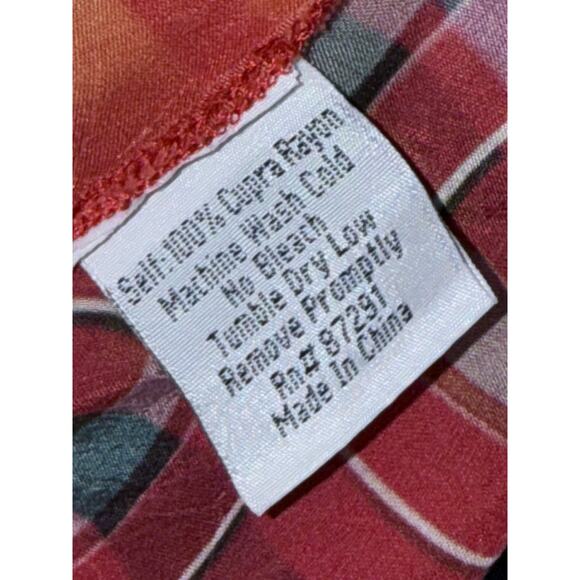 Self:100% Cupra Rayon
Machine Wash Cold
No Bleach
Tumble Dry Low
Remove Promptly
Rn# 87291
Made In China